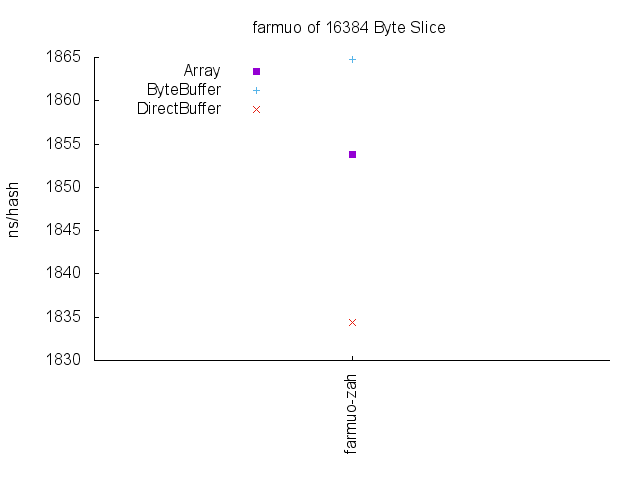 farmuo of 16384 Byte Slice
1865
1860
1855
1850
1845
1840
1835
1830
ns/hash
Array
ByteBuffer
DirectBuffer
farmuo-zah